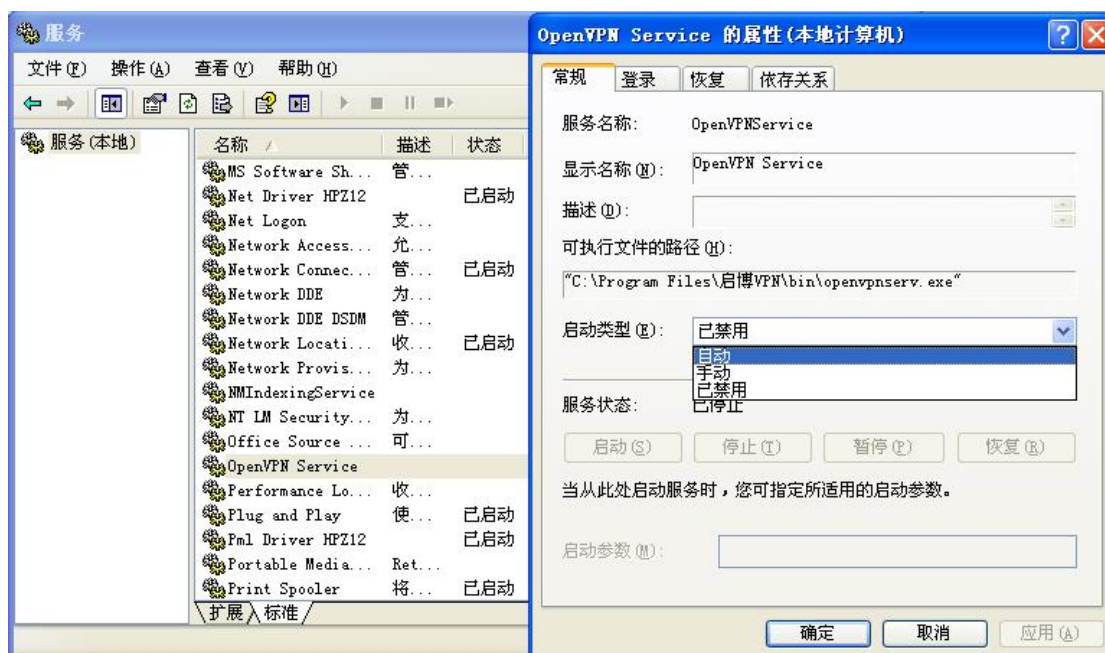 服务
文件(F) 操作(A) 查看(V) 帮助(H)
服务(本地)
名称 描述 状态
MS Software Sh... 管...
Net Driver HPZ12 已启动
Net Logon 支...
Network Access... 允...
Network Connec... 管... 已启动
Network DDE 为...
Network DDE DSDM 管...
Network Locati... 收... 已启动
Network Provis... 为...
NMIndexingService
NT LM Security... 为...
Office Source ... 可...
OpenVPN Service
Performance Lo... 收...
Plug and Play 使... 已启动
Pml Driver HPZ12 已启动
Portable Media... Ret...
Print Spooler 将... 已启动
扩展 标准
OpenVPN Service 的属性(本地计算机)
常规 登录 恢复 依存关系
服务名称: OpenVPNService
显示名称(N): OpenVPN Service
描述(D):
可执行文件的路径(H):
"C:\Program Files\启博VPN\bin\openvpnserv.exe"
启动类型(E): 已禁用
自动
手动
已禁用
服务状态: 已停止
启动(S) 停止(T) 暂停(P) 恢复(R)
当从此处启动服务时，您可指定所适用的启动参数。
启动参数(M):
确定 取消 应用(A)